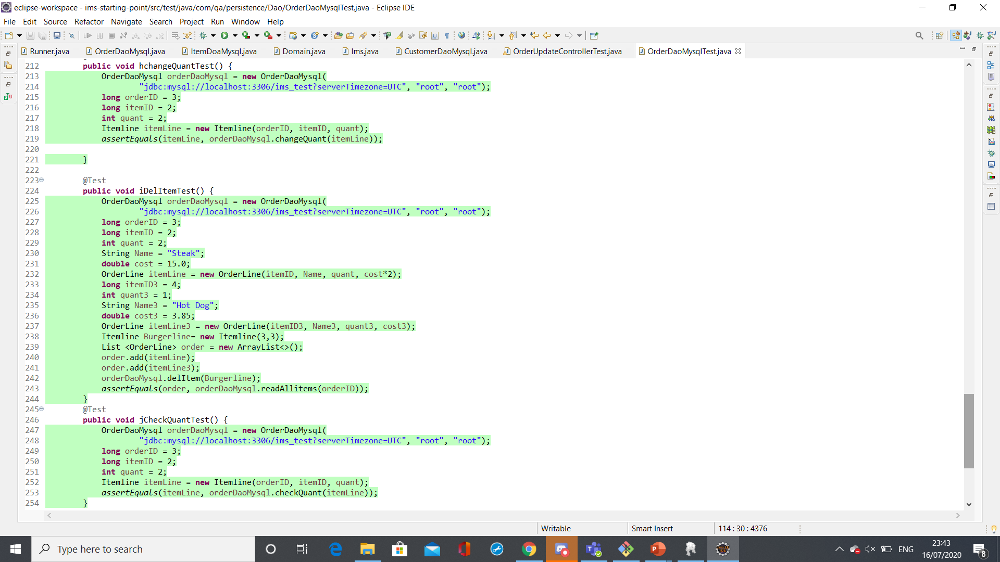 eclipse-workspace - ims-starting-point/src/test/java/com/qa/persistence/Dao/OrderDaoMysqlTest.java - Eclipse IDE
File Edit Source Refactor Navigate Search Project Run Window Help
Runner.java OrderDaoMysql.java ItemDoaMysql.java Domain.java Ims.java CustomerDaoMysql.java OrderUpdateControllerTest.java OrderDaoMysqlTest.java
212 public void hchangeQuantTest() {
213 OrderDaoMysql orderDaoMysql = new OrderDaoMysql(
214 "jdbc:mysql://localhost:3306/ims_test?serverTimezone=UTC", "root", "root");
215 long orderID = 3;
216 long itemID = 2;
217 int quant = 2;
218 Itemline itemLine = new Itemline(orderID, itemID, quant);
219 assertEquals(itemLine, orderDaoMysql.changeQuant(itemLine));
220
221 }
222
223 @Test
224 public void iDelItemTest() {
225 OrderDaoMysql orderDaoMysql = new OrderDaoMysql(
226 "jdbc:mysql://localhost:3306/ims_test?serverTimezone=UTC", "root", "root");
227 long orderID = 3;
228 long itemID = 2;
229 int quant = 2;
230 String Name = "Steak";
231 double cost = 15.0;
232 OrderLine itemLine = new OrderLine(itemID, Name, quant, cost*2);
233 long itemID3 = 4;
234 int quant3 = 1;
235 String Name3 = "Hot Dog";
236 double cost3 = 3.85;
237 OrderLine itemLine3 = new OrderLine(itemID3, Name3, quant3, cost3);
238 Itemline Burgerline= new Itemline(3,3);
239 List <OrderLine> order = new ArrayList<>();
240 order.add(itemLine);
241 order.add(itemLine3);
242 orderDaoMysql.delItem(Burgerline);
243 assertEquals(order, orderDaoMysql.readAllitems(orderID));
244 }
245 @Test
246 public void jCheckQuantTest() {
247 OrderDaoMysql orderDaoMysql = new OrderDaoMysql(
248 "jdbc:mysql://localhost:3306/ims_test?serverTimezone=UTC", "root", "root");
249 long orderID = 3;
250 long itemID = 2;
251 int quant = 2;
252 Itemline itemLine = new Itemline(orderID, itemID, quant);
253 assertEquals(itemLine, orderDaoMysql.checkQuant(itemLine));
254 }
Writable Smart Insert 114 : 30 : 4376
Type here to search
ENG
23:43
16/07/2020
8